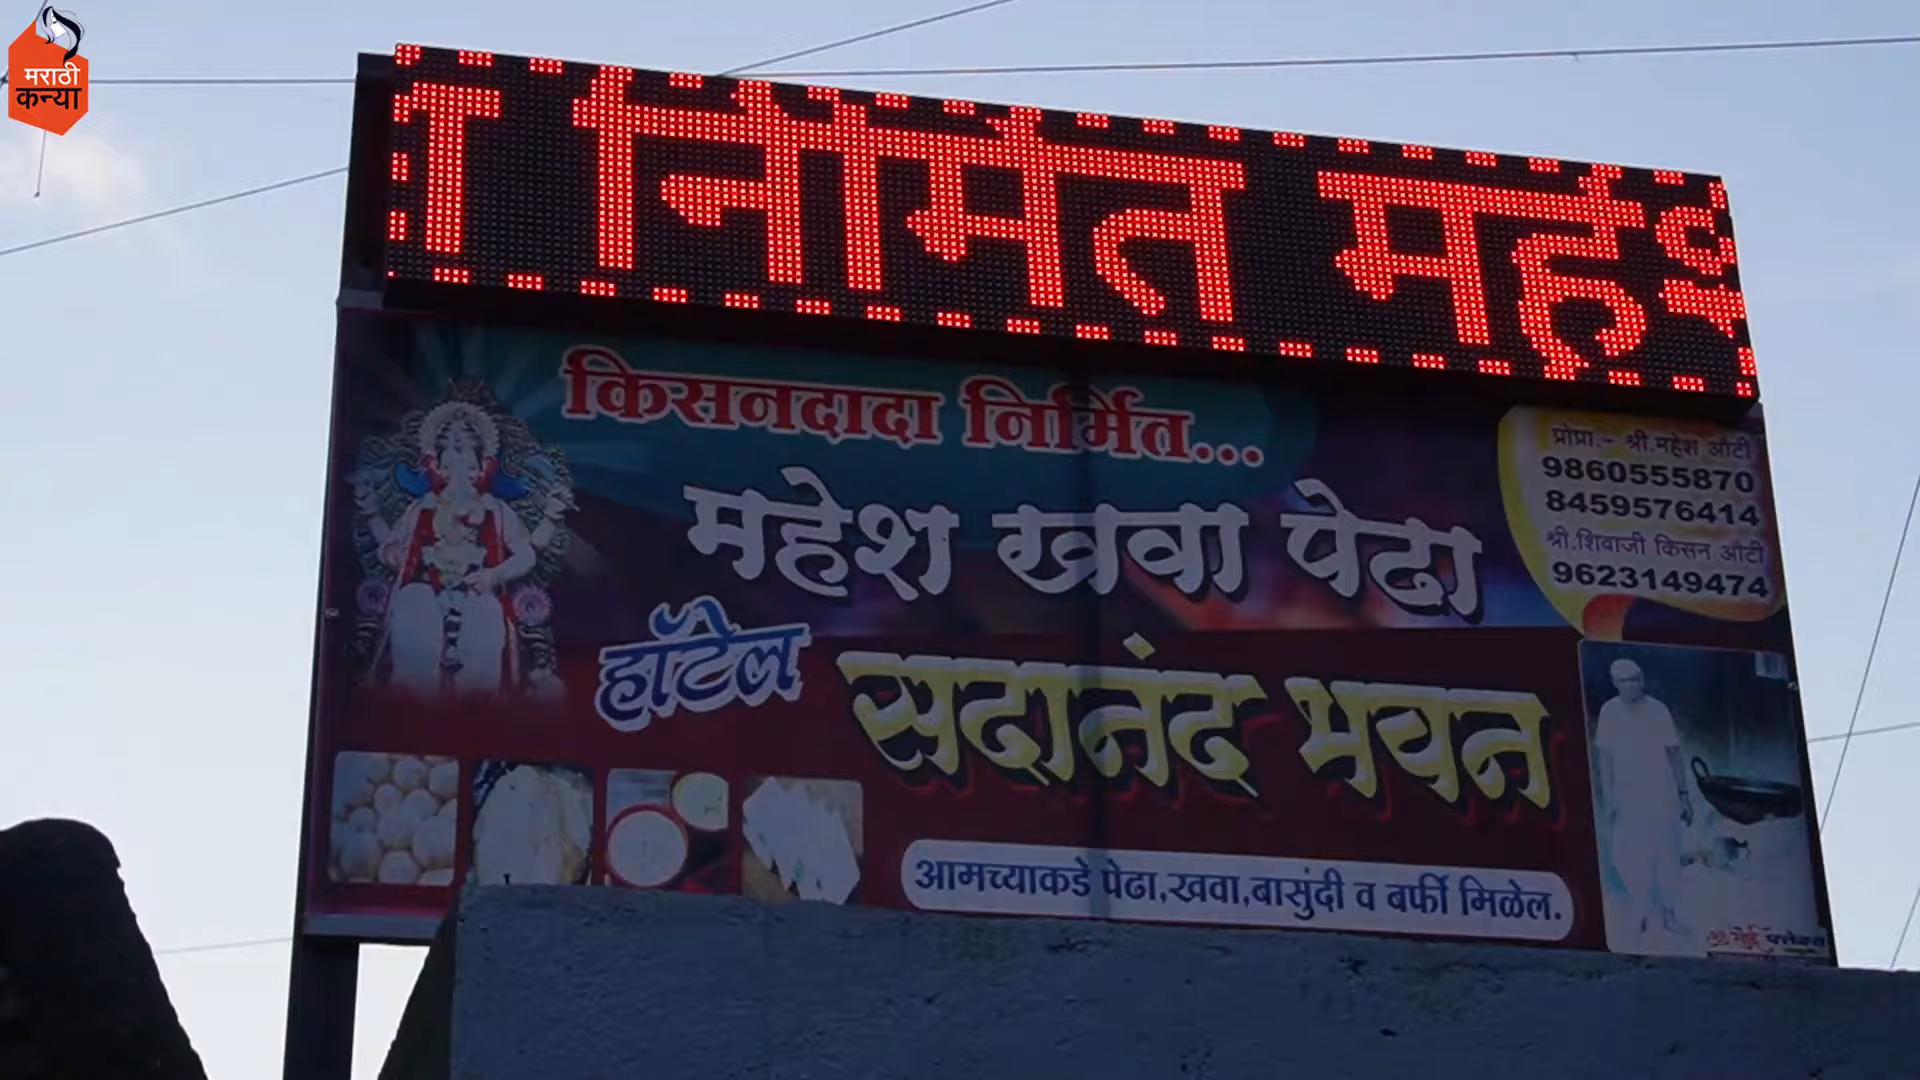 मराठी
कन्या
निर्मित महे
किसनदादा निर्मित...
महेश खवा पेढा
हॉटेल
सदानंद भवन
आमच्याकडे पेढा,खवा,बासुंदी व बर्फी मिळेल.
प्रोप्रा.- श्री.महेश औटी
9860555870
8459576414
श्री.शिवाजी किसन औटी
9623149474